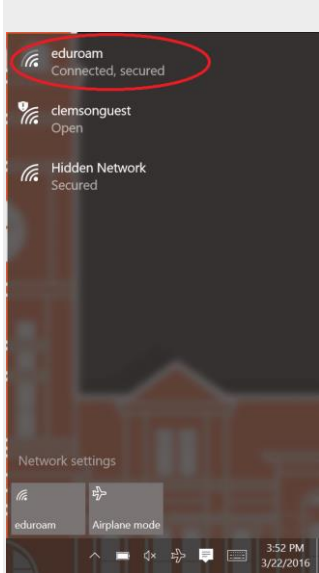 eduroam
Connected, secured
clemsonguest
Open
Hidden Network
Secured
Network settings
eduroam
Airplane mode
3:52 PM
3/22/2016